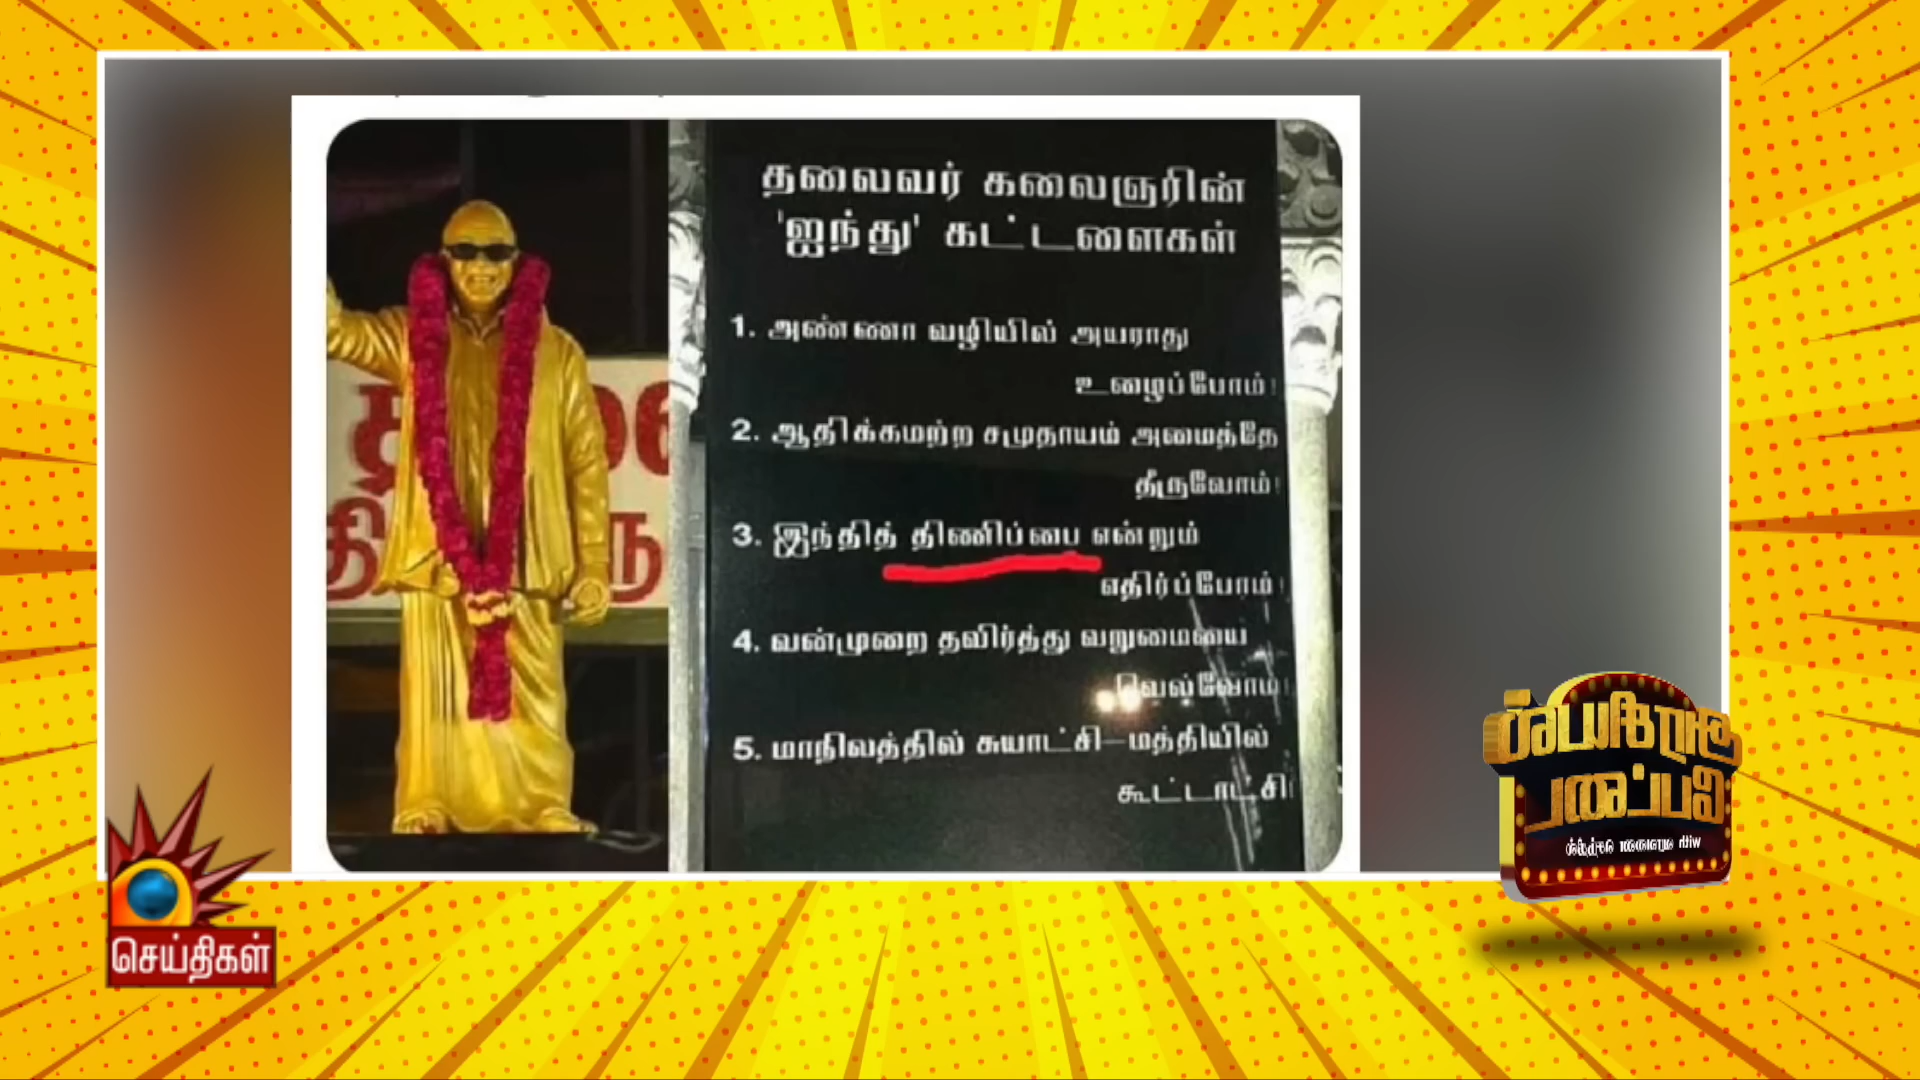 தலைவர் கலைஞரின்
'ஐந்து' கட்டளைகள்
1. அண்ணா வழியில் அயராது
உழைப்போம்!
2. ஆதிக்கமற்ற சமுதாயம் அமைத்தே
தீருவோம்!
3. இந்தித் திணிப்பை என்றும்
எதிர்ப்போம்!
4. வன்முறை தவிர்த்து வறுமையை
வெல்வோம்!
5. மாநிலத்தில் சுயாட்சி - மத்தியில்
கூட்டாட்சி!
செய்திகள்